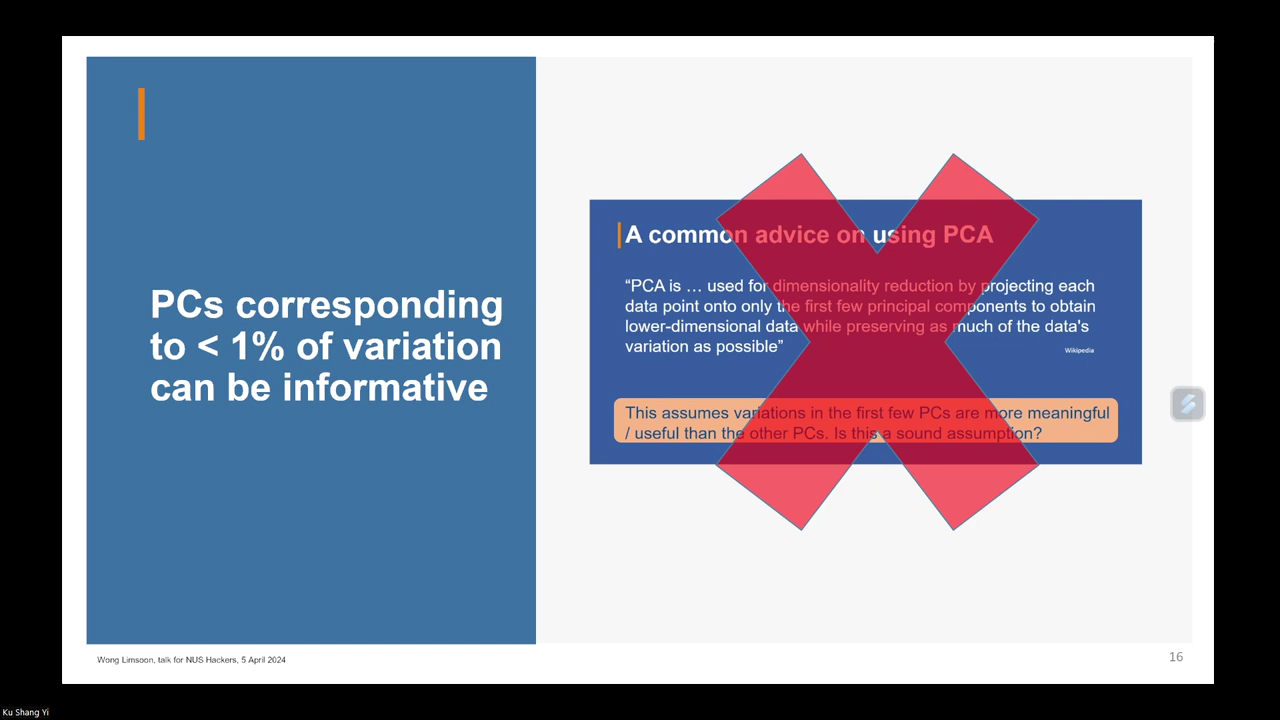 PCs corresponding
to < 1% of variation
can be informative
A common advice on using PCA
“PCA is … used for dimensionality reduction by projecting each
data point onto only the first few principal components to obtain
lower-dimensional data while preserving as much of the data's
variation as possible”
Wikipedia
This assumes variations in the first few PCs are more meaningful
/ useful than the other PCs. Is this a sound assumption?
Wong Limsoon, talk for NUS Hackers, 5 April 2024
16
Ku Shang Yi